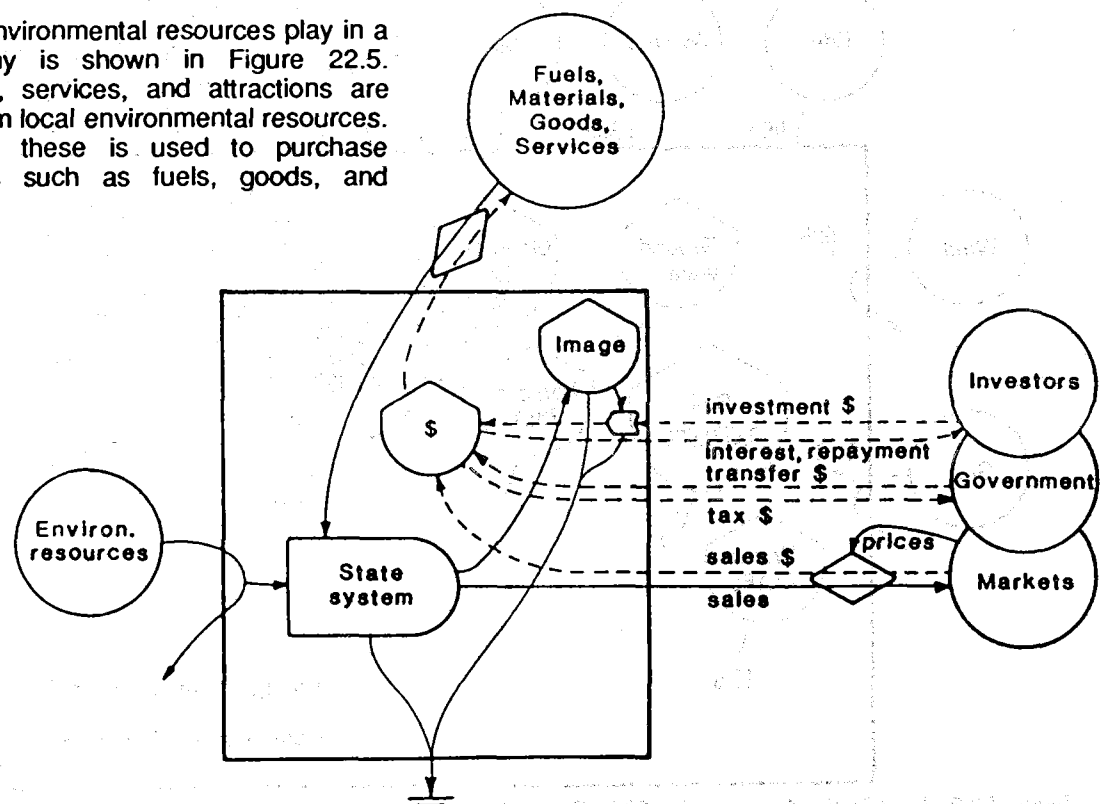 nvironmental resources play in a
y is shown in Figure 22.5.
, services, and attractions are
m local environmental resources.
these is used to purchase
s such as fuels, goods, and
Fuels,
Materials,
Goods,
Services
Image
$
Investors
investment $
interest, repayment
transfer $
Government
tax $
Environ.
resources
State
system
prices
sales $
Markets
sales